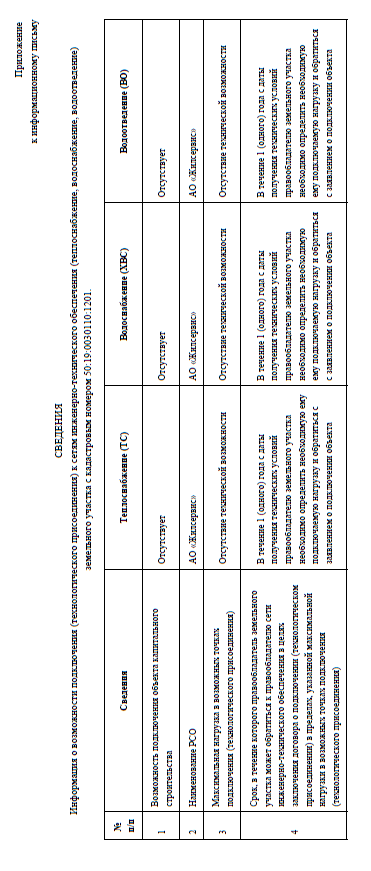 Приложение
к информационному письму
СВЕДЕНИЯ
Информация о возможности подключения (технологического присоединения) к сетям инженерно-технического обеспечения (теплоснабжение, водоснабжение, водоотведение)
земельного участка с кадастровым номером 50:19:0030110:1201.
№
п/п
Сведения
Теплоснабжение (ТС)
Водоснабжение (ХВС)
Водоотведение (ВО)
1
Возможность подключения объекта капитального
строительства
Отсутствует
Отсутствует
Отсутствует
2
Наименование РСО
АО «Жилсервис»
АО «Жилсервис»
АО «Жилсервис»
3
Максимальная нагрузка в возможных точках
подключения (технологического присоединения)
Отсутствие технической возможности
Отсутствие технической возможности
Отсутствие технической возможности
4
Срок, в течение которого правообладатель земельного
участка может обратиться к правообладателю сети
инженерно-технического обеспечения в целях
заключения договора о подключении (технологическом
присоединении) в пределах, указанной максимальной
нагрузки в возможных точках подключения
(технологического присоединения)
В течение 1 (одного) года с даты
получения технических условий
правообладателю земельного участка
необходимо определить необходимую ему
подключаемую нагрузку и обратиться с
заявлением о подключении объекта
В течение 1 (одного) года с даты
получения технических условий
правообладателю земельного участка
необходимо определить необходимую
ему подключаемую нагрузку и обратиться
с заявлением о подключении объекта
В течение 1 (одного) года с даты
получения технических условий
правообладателю земельного участка
необходимо определить необходимую
ему подключаемую нагрузку и обратиться
с заявлением о подключении объекта